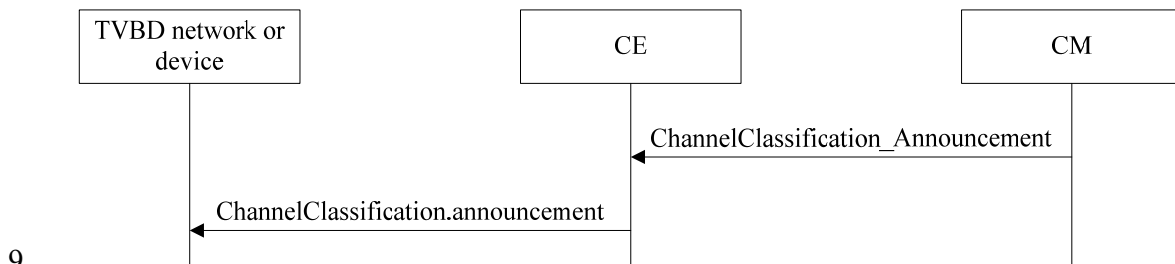 TVBD network or
device
CE
CM
ChannelClassification_Announcement
ChannelClassification.announcement
9